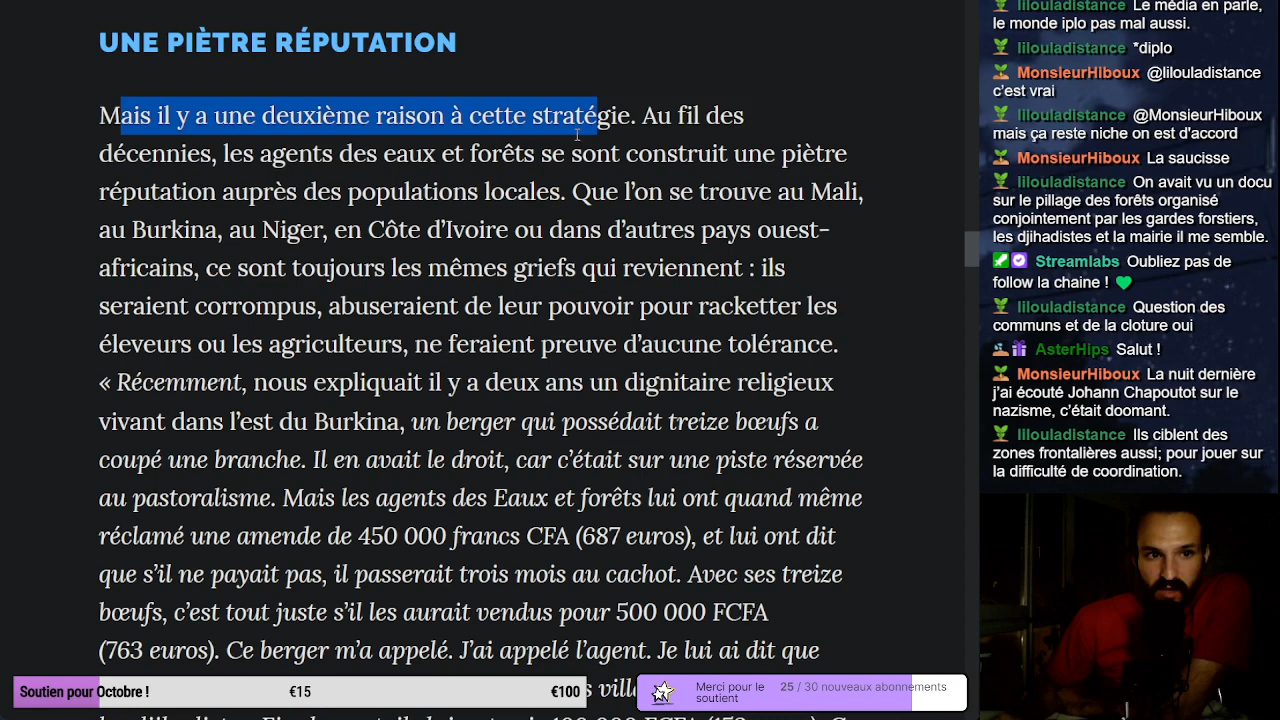 UNE PIÈTRE RÉPUTATION
Mais il y a une deuxième raison à cette stratégie. Au fil des
décennies, les agents des eaux et forêts se sont construit une piètre
réputation auprès des populations locales. Que l’on se trouve au Mali,
au Burkina, au Niger, en Côte d’Ivoire ou dans d’autres pays ouest-
africains, ce sont toujours les mêmes griefs qui reviennent : ils
seraient corrompus, abuseraient de leur pouvoir pour racketter les
éleveurs ou les agriculteurs, ne feraient preuve d’aucune tolérance.
« Récemment, nous expliquait il y a deux ans un dignitaire religieux
vivant dans l’est du Burkina, un berger qui possédait treize bœufs a
coupé une branche. Il en avait le droit, car c’était sur une piste réservée
au pastoralisme. Mais les agents des Eaux et forêts lui ont quand même
réclamé une amende de 450 000 francs CFA (687 euros), et lui ont dit
que s’il ne payait pas, il passerait trois mois au cachot. Avec ses treize
bœufs, c’est tout juste s’il les aurait vendus pour 500 000 FCFA
(763 euros). Ce berger m’a appelé. J’ai appelé l’agent. Je lui ai dit que
Soutien pour Octobre !
€15
€100
Merci pour le
soutien
25 / 30 nouveaux abonnements
lilouladistance Le média en parle,
le monde iplo pas mal aussi.
lilouladistance *diplo
MonsieurHiboux @lilouladistance
c’est vrai
lilouladistance @MonsieurHiboux
mais ça reste niche on est d’accord
MonsieurHiboux La saucisse
lilouladistance On avait vu un docu
sur le pillage des forêts organisé
conjointement par les gardes forstiers,
les djihadistes et la mairie il me semble.
Streamlabs Oubliez pas de
follow la chaine !
lilouladistance Question des
communs et de la cloture oui
AsterHips Salut !
MonsieurHiboux La nuit dernière
j’ai écouté Johann Chapoutot sur le
nazisme, c’était doomant.
lilouladistance Ils ciblent des
zones frontalières aussi; pour jouer sur
la difficulté de coordination.